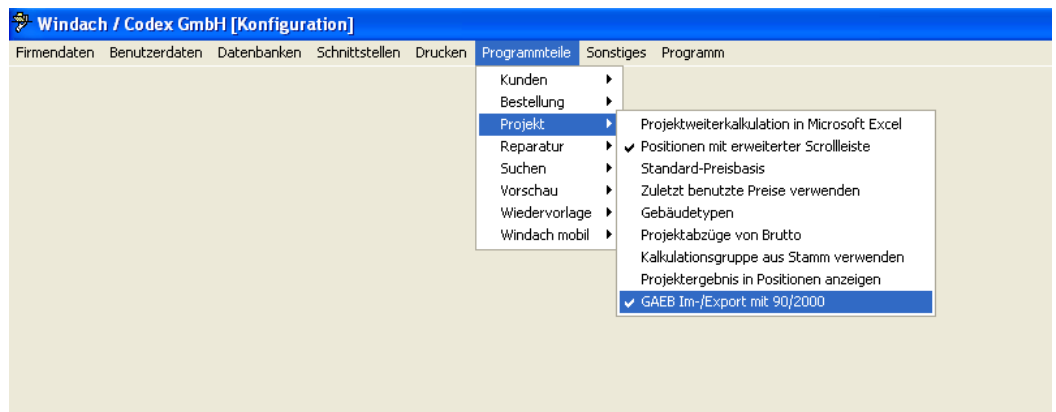 Windach / Codex GmbH [Konfiguration]
Firmendaten Benutzerdaten Datenbanken Schnittstellen Drucken Programmteile Sonstiges Programm
Kunden
Bestellung
Projekt
Reparatur
Suchen
Vorschau
Wiedervorlage
Windach mobil
Projektweiterkalkulation in Microsoft Excel
Positionen mit erweiterter Scrollleiste
Standard-Preisbasis
Zuletzt benutzte Preise verwenden
Gebäudetypen
Projektabzüge von Brutto
Kalkulationsgruppe aus Stamm verwenden
Projektergebnis in Positionen anzeigen
GAEB Im-/Export mit 90/2000